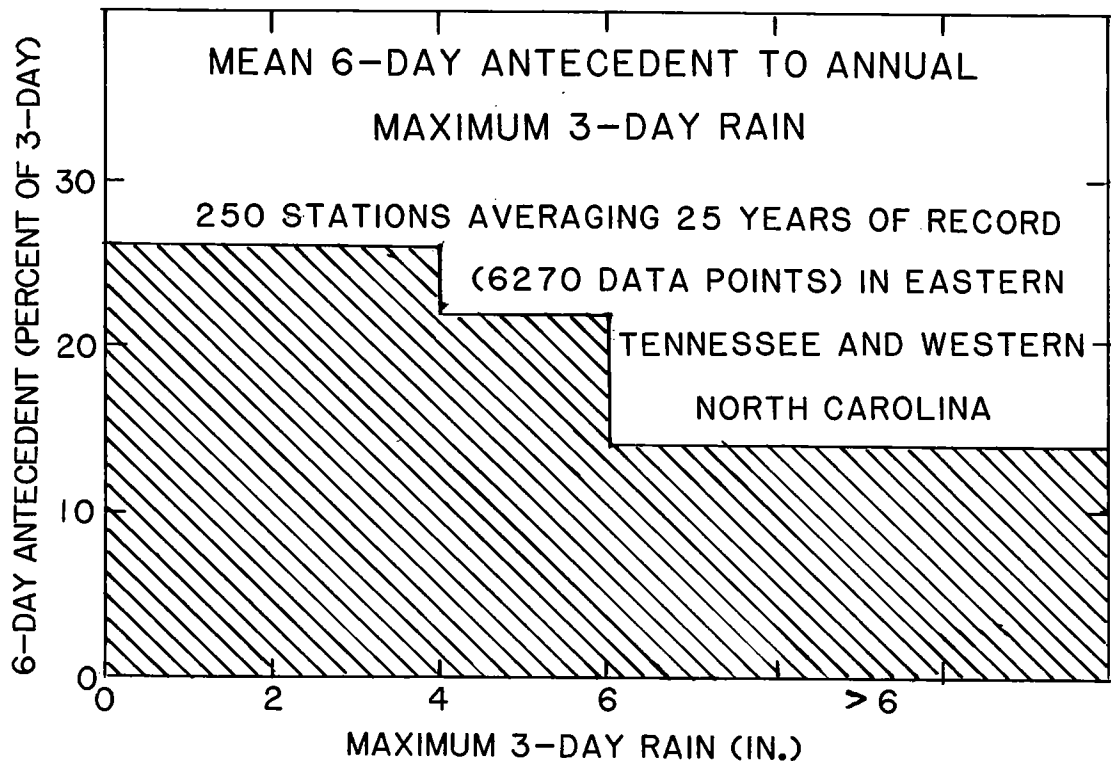 MEAN 6-DAY ANTECEDENT TO ANNUAL
MAXIMUM 3-DAY RAIN
250 STATIONS AVERAGING 25 YEARS OF RECORD
(6270 DATA POINTS) IN EASTERN
TENNESSEE AND WESTERN
NORTH CAROLINA
6-DAY ANTECEDENT (PERCENT OF 3-DAY)
30
20
10
0
0 2 4 6 >6
MAXIMUM 3-DAY RAIN (IN.)